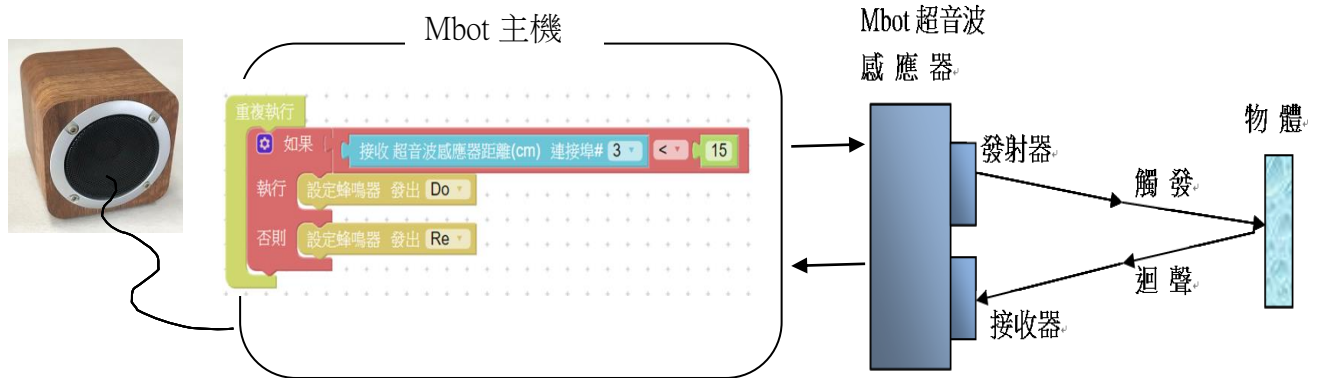 Mbot 主機
重複執行
如果 接收 超音波感應器距離(cm) 連接埠# 3 < 15
執行 設定蜂鳴器 發出 Do
否則 設定蜂鳴器 發出 Re
Mbot 超音波
感 應 器
發射器
觸 發
物 體
迴 聲
接收器